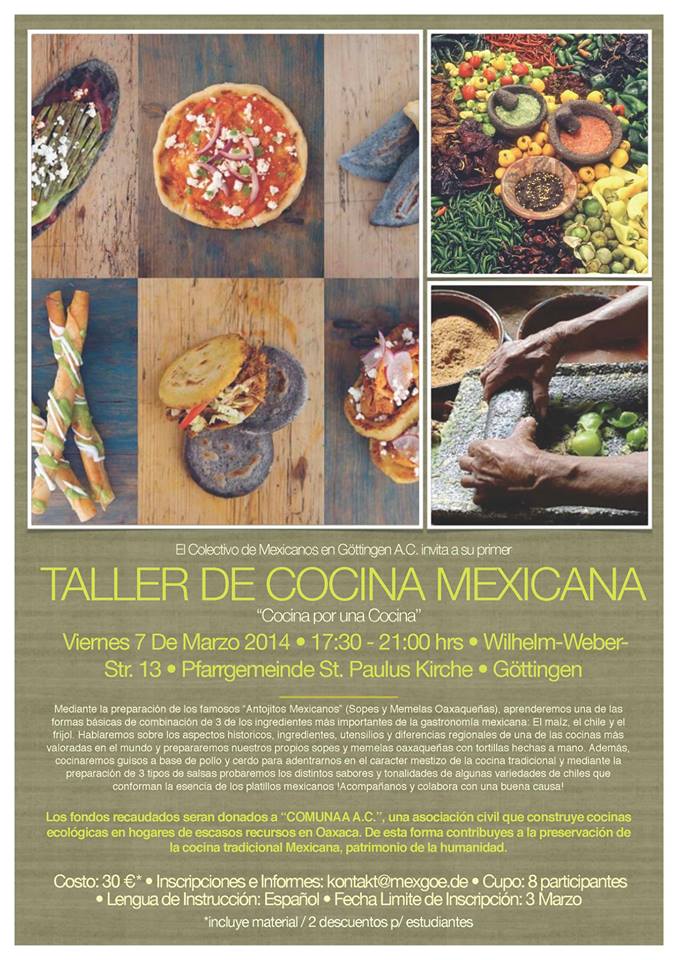 El Colectivo de Mexicanos en Göttingen A.C. invita a su primer
TALLER DE COCINA MEXICANA
“Cocina por una Cocina”
Viernes 7 De Marzo 2014 • 17:30 - 21:00 hrs • Wilhelm-Weber-
Str. 13 • Pfarrgemeinde St. Paulus Kirche • Göttingen
Mediante la preparación de los famosos “Antojitos Mexicanos” (Sopes y Memelas Oaxaqueñas), aprenderemos una de las
formas básicas de combinación de 3 de los ingredientes más importantes de la gastronomía mexicana: El maíz, el chile y el
frijol. Hablaremos sobre los aspectos historicos, ingredientes, utensilios y diferencias regionales de una de las cocinas más
valoradas en el mundo y prepararemos nuestros propios sopes y memelas oaxaqueñas con tortillas hechas a mano. Además,
cocinaremos guisos a base de pollo y cerdo para adentrarnos en el caracter mestizo de la cocina tradicional y mediante la
preparación de 3 tipos de salsas probaremos los distintos sabores y tonalidades de algunas variedades de chiles que
conforman la esencia de los platillos mexicanos !Acompañanos y colabora con una buena causa!
Los fondos recaudados seran donados a “COMUNAA A.C.”, una asociación civil que construye cocinas
ecológicas en hogares de escasos recursos en Oaxaca. De esta forma contribuyes a la preservación de
la cocina tradicional Mexicana, patrimonio de la humanidad.
Costo: 30 €* • Inscripciones e Informes: kontakt@mexgoe.de • Cupo: 8 participantes
• Lengua de Instrucción: Español • Fecha Limite de Inscripción: 3 Marzo
*incluye material / 2 descuentos p/ estudiantes